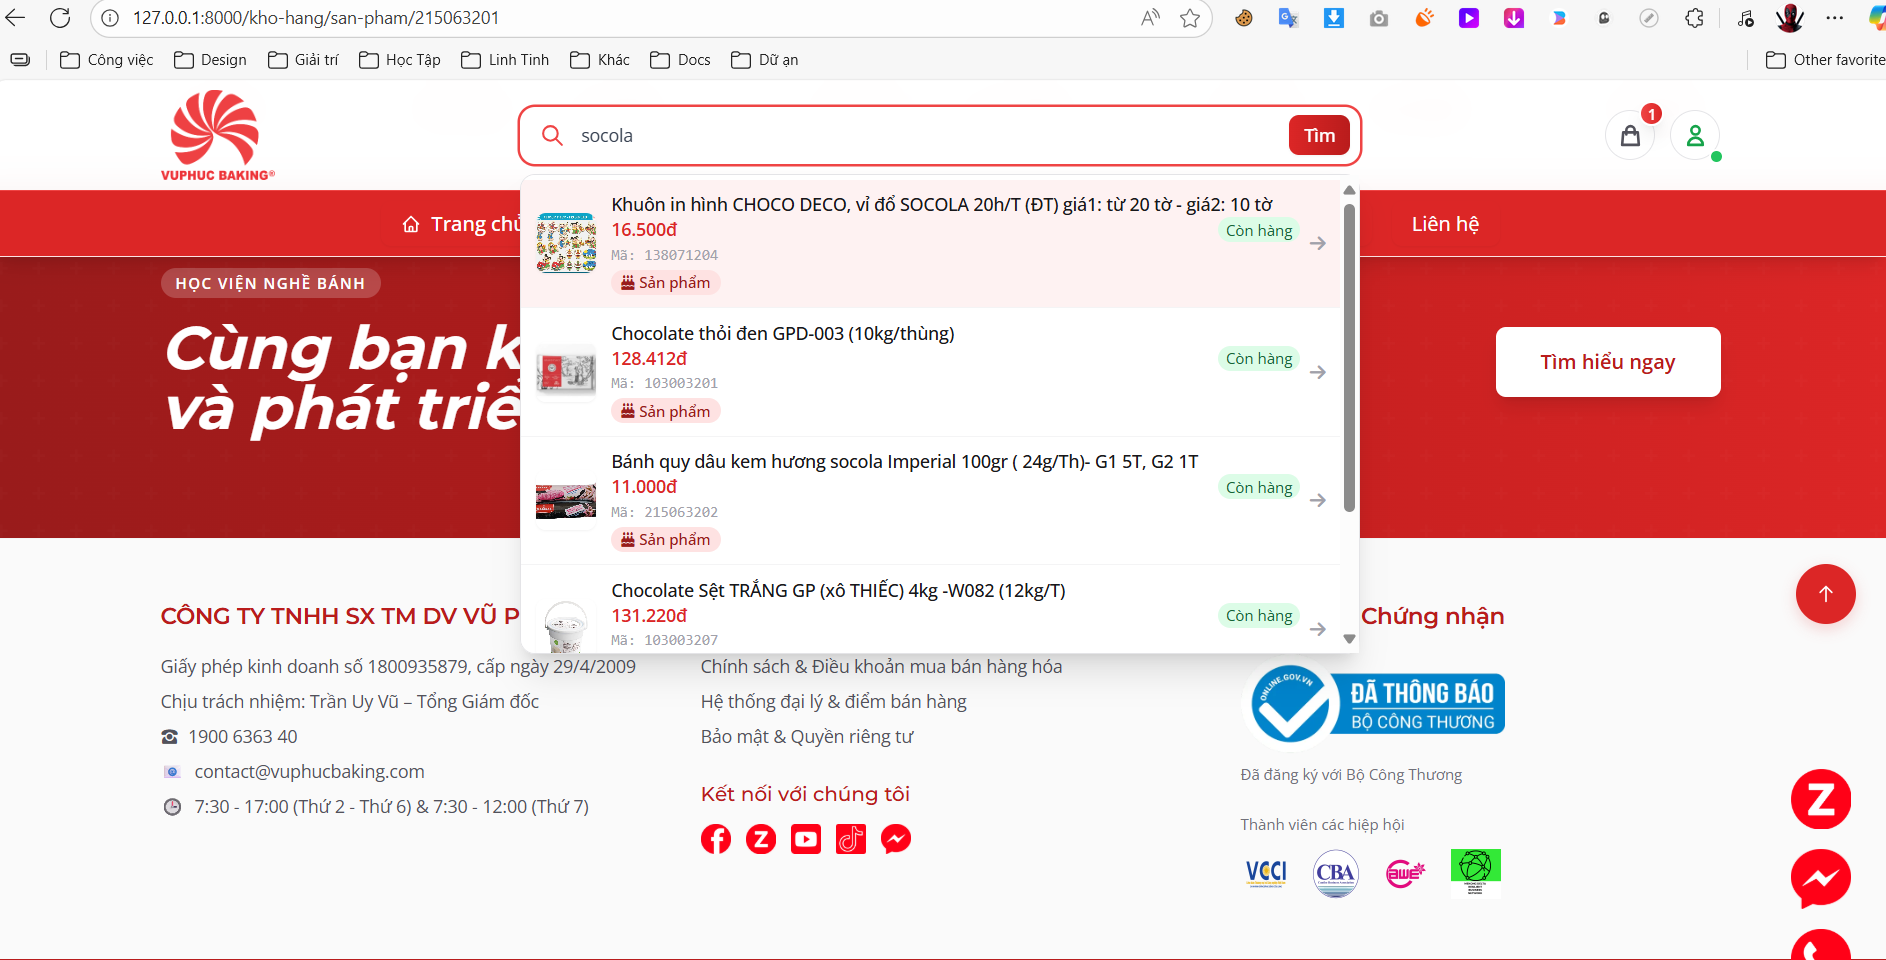 127.0.0.1:8000/kho-hang/san-pham/215063201
Công việc
Design
Giải trí
Học Tập
Linh Tinh
Khác
Docs
Dữ an
Other favorite
VUPHUC BAKING®
socola
Tìm
1
Trang chủ
Liên hệ
Khuôn in hình CHOCO DECO, vỉ đổ SOCOLA 20h/T (ĐT) giá1: từ 20 tờ - giá2: 10 tờ
16.500đ
Còn hàng
Mã: 138071204
Sản phẩm
Chocolate thỏi đen GPD-003 (10kg/thùng)
128.412đ
Còn hàng
Mã: 103003201
Sản phẩm
Bánh quy dâu kem hương socola Imperial 100gr ( 24g/Th)- G1 5T, G2 1T
11.000đ
Còn hàng
Mã: 215063202
Sản phẩm
Chocolate Sệt TRẮNG GP (xô THIẾC) 4kg -W082 (12kg/T)
131.220đ
Còn hàng
Mã: 103003207
HỌC VIỆN NGHỀ BÁNH
Cùng bạn k
và phát triể
Tìm hiểu ngay
CÔNG TY TNHH SX TM DV VŨ P
Giấy phép kinh doanh số 1800935879, cấp ngày 29/4/2009
Chịu trách nhiệm: Trần Uy Vũ – Tổng Giám đốc
1900 6363 40
contact@vuphucbaking.com
7:30 - 17:00 (Thứ 2 - Thứ 6) & 7:30 - 12:00 (Thứ 7)
Chính sách & Điều khoản mua bán hàng hóa
Hệ thống đại lý & điểm bán hàng
Bảo mật & Quyền riêng tư
Kết nối với chúng tôi
Chứng nhận
ONLINE.GOV.VN
ĐÃ THÔNG BÁO
BỘ CÔNG THƯƠNG
Đã đăng ký với Bộ Công Thương
Thành viên các hiệp hội
VCCI
CBA
awe
Z
Z